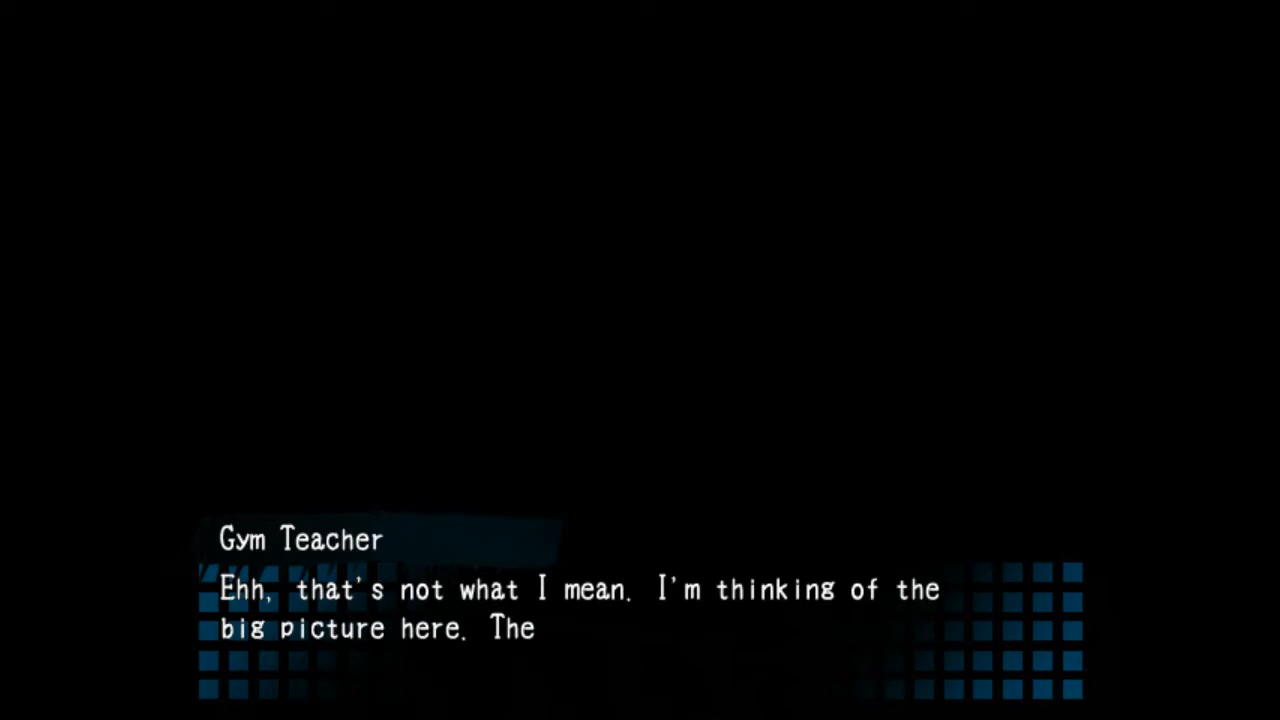 Gym Teacher
Ehh, that's not what I mean. I'm thinking of the
big picture here. The